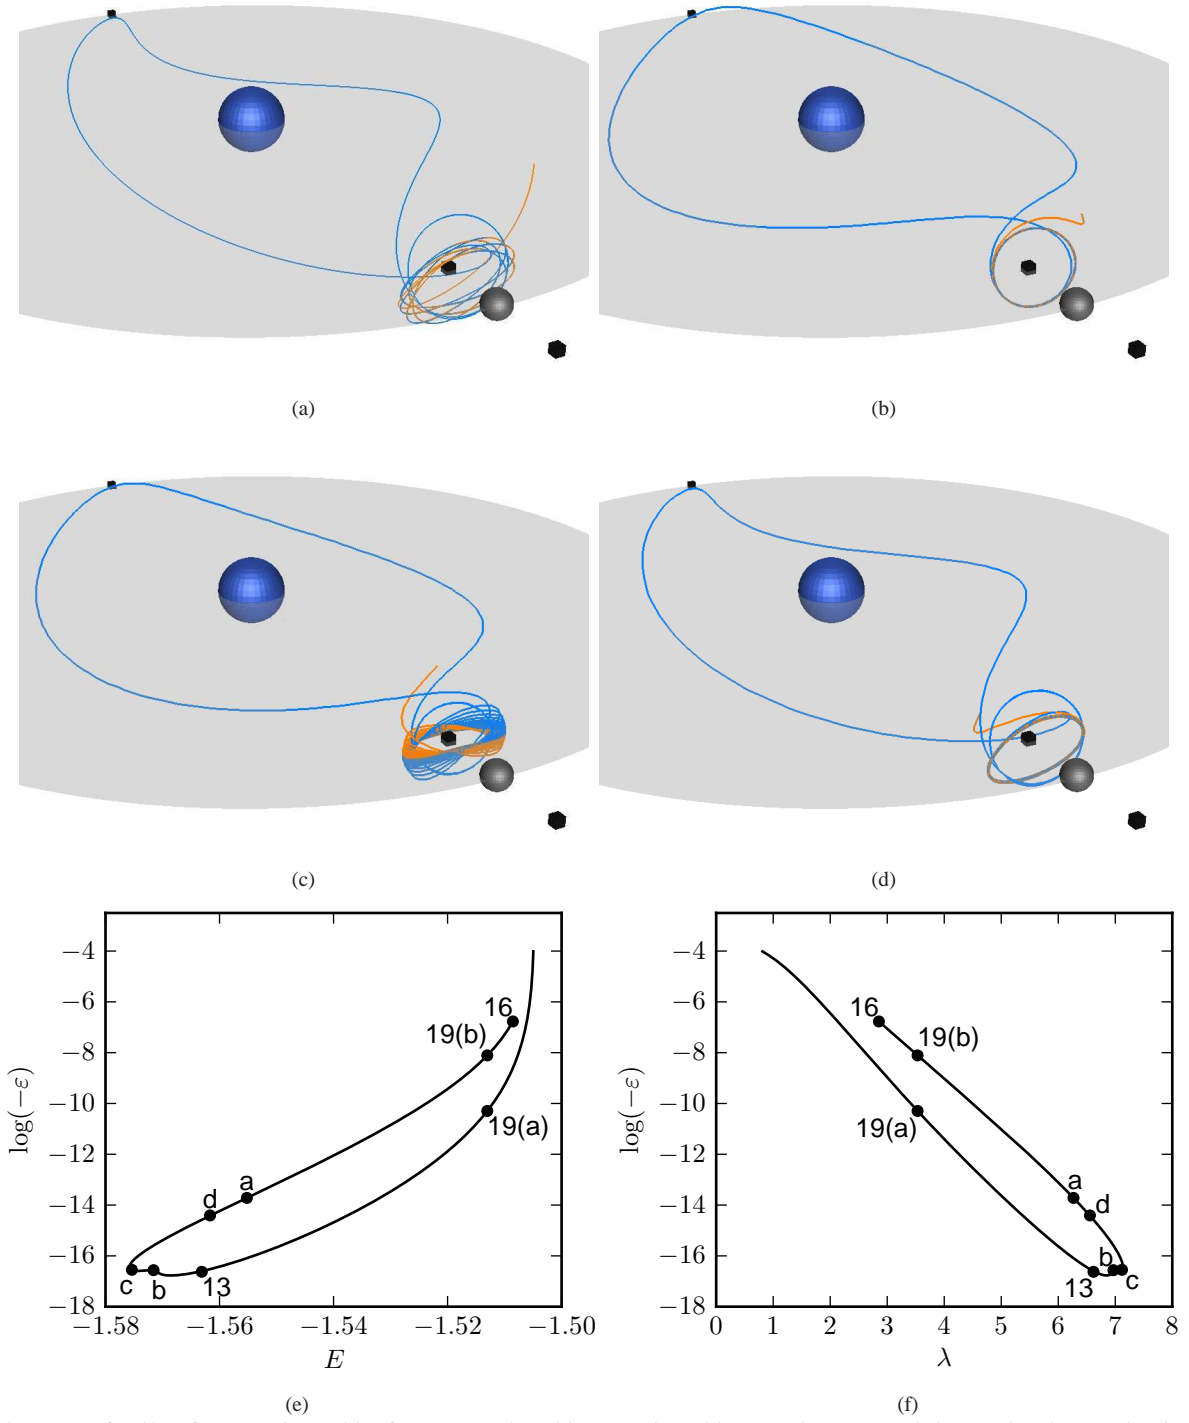 (a)
(b)
(c)
(d)
−4
−6
−8
−10
−12
−14
−16
−18
log(−ε)
16
19(b)
19(a)
a
d
c
b
13
−1.58
−1.56
−1.54
−1.52
−1.50
E
(e)
−4
−6
−8
−10
−12
−14
−16
−18
log(−ε)
16
19(b)
19(a)
a
d
b
13
c
0
1
2
3
4
5
6
7
8
λ
(f)